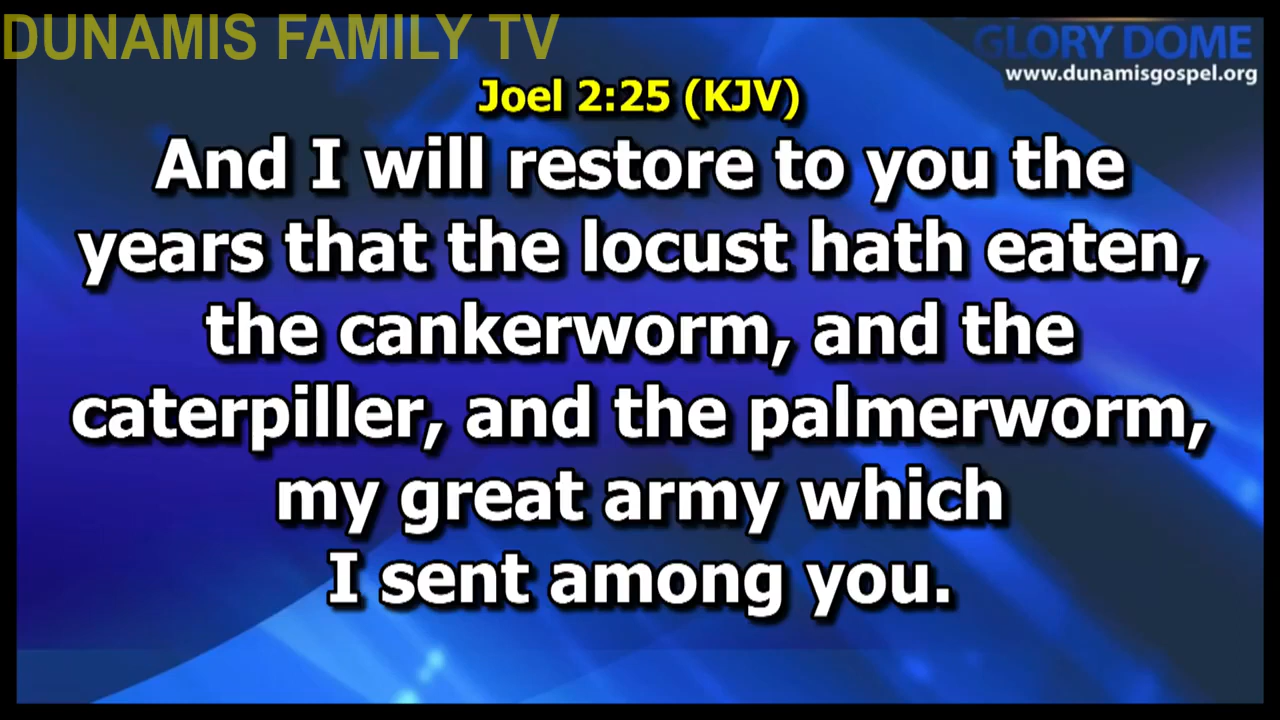 DUNAMIS FAMILY TV
GLORY DOME
www.dunamisgospel.org
Joel 2:25 (KJV)
And I will restore to you the
years that the locust hath eaten,
the cankerworm, and the
caterpiller, and the palmerworm,
my great army which
I sent among you.